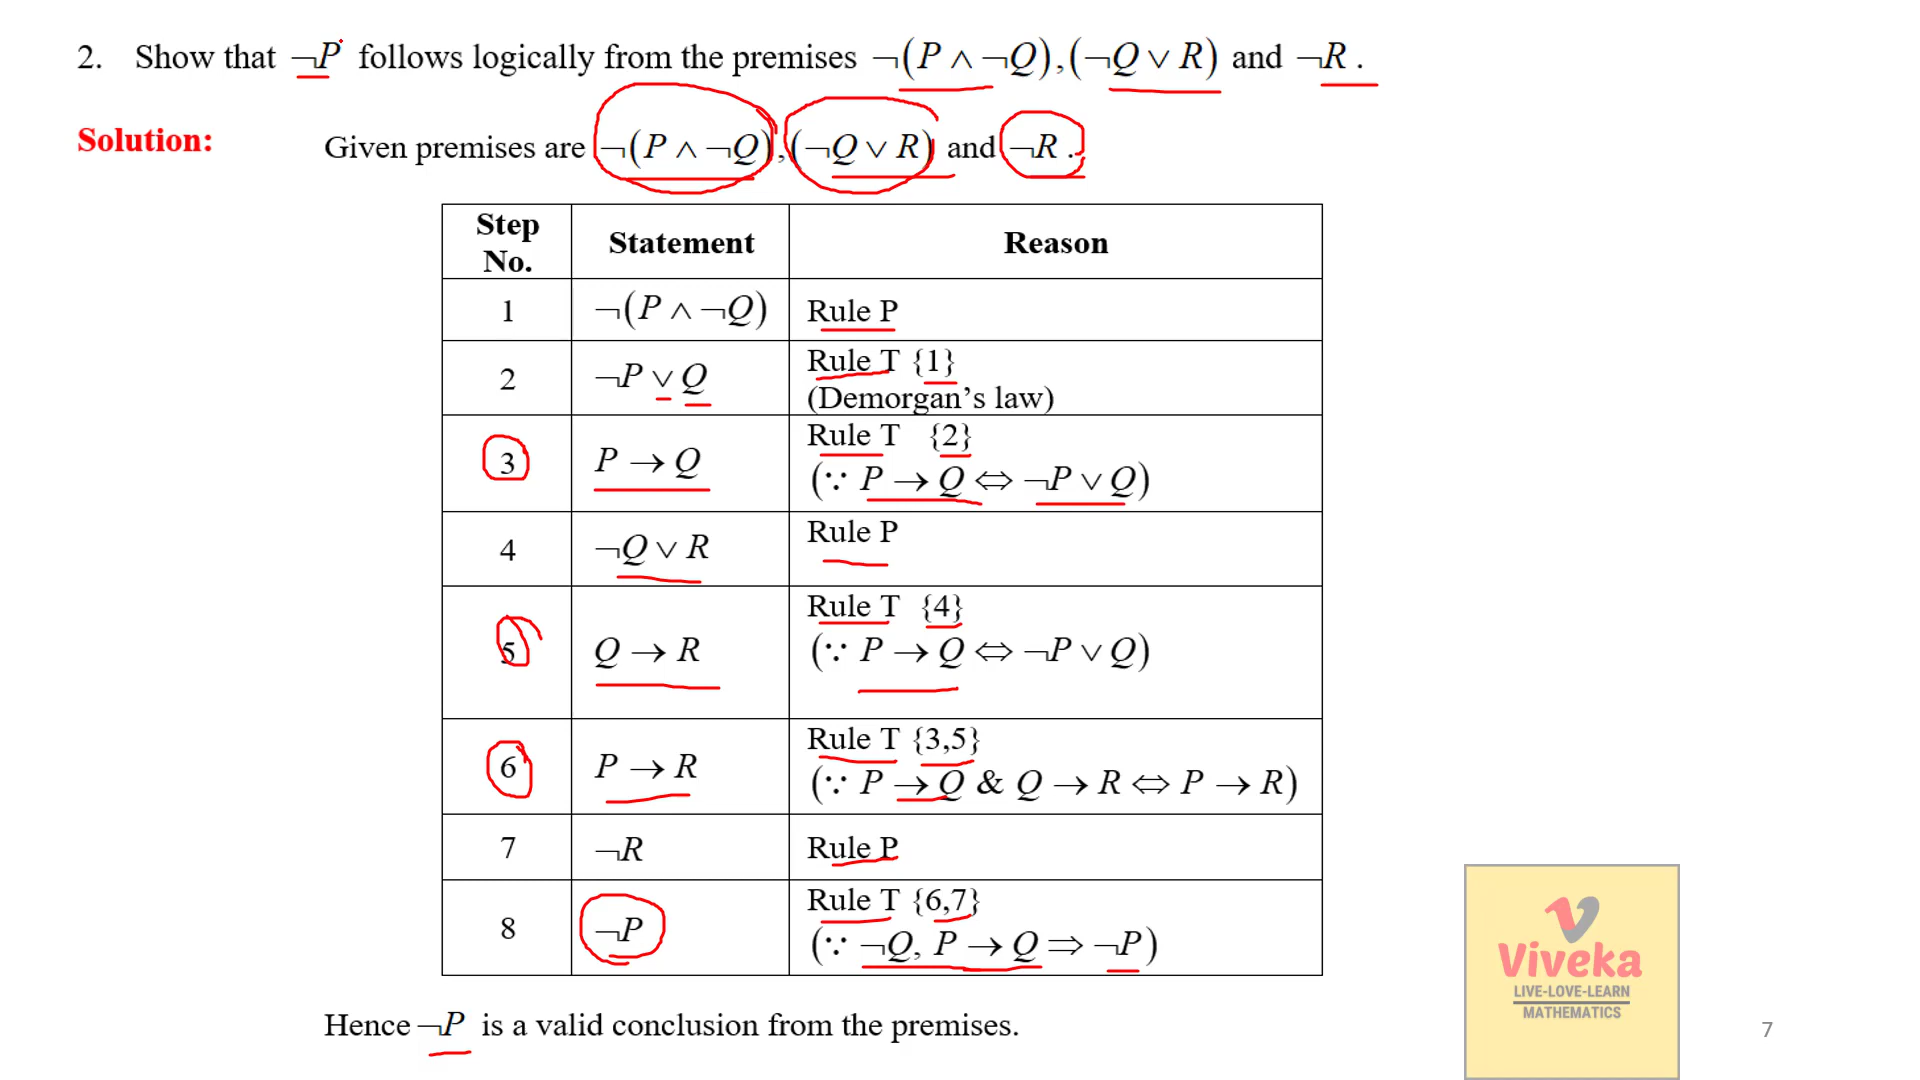 2. Show that ¬P follows logically from the premises ¬(P ∧ ¬Q),(¬Q ∨ R) and ¬R .
Solution: Given premises are ¬(P ∧ ¬Q),(¬Q ∨ R) and ¬R .
Step No. Statement Reason
1 ¬(P ∧ ¬Q) Rule P
2 ¬P ∨ Q Rule T {1}
(Demorgan’s law)
3 P → Q Rule T {2}
(∵ P → Q ⇔ ¬P ∨ Q)
4 ¬Q ∨ R Rule P
5 Q → R Rule T {4}
(∵ P → Q ⇔ ¬P ∨ Q)
6 P → R Rule T {3,5}
(∵ P → Q & Q → R ⇔ P → R)
7 ¬R Rule P
8 ¬P Rule T {6,7}
(∵ ¬Q, P → Q ⇒ ¬P)
Hence ¬P is a valid conclusion from the premises.
Viveka
LIVE-LOVE-LEARN
MATHEMATICS
7